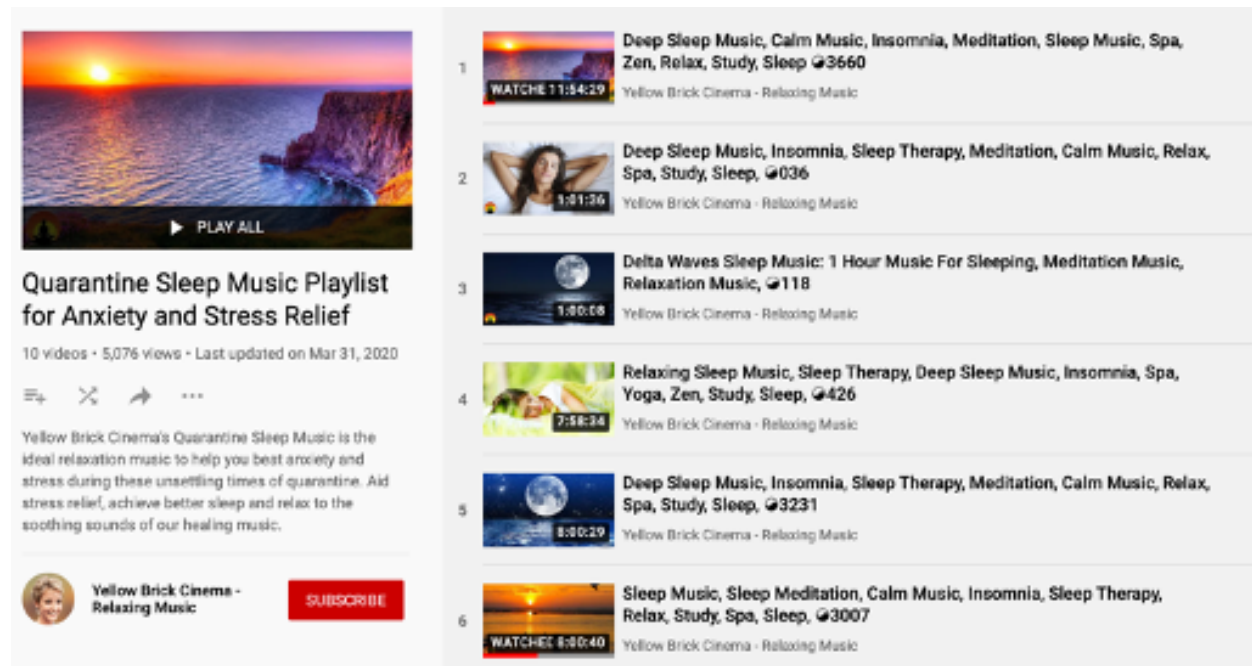 PLAY ALL
Quarantine Sleep Music Playlist
for Anxiety and Stress Relief
10 videos • 5,076 views • Last updated on Mar 31, 2020
Yellow Brick Cinema's Quarantine Sleep Music is the
ideal relaxation music to help you beat anxiety and
stress during these unsettling times of quarantine. Aid
stress relief, achieve better sleep and relax to the
soothing sounds of our healing music.
Yellow Brick Cinema -
Relaxing Music
SUBSCRIBE
1
WATCHE 11:54:29
Deep Sleep Music, Calm Music, Insomnia, Meditation, Sleep Music, Spa,
Zen, Relax, Study, Sleep 3660
Yellow Brick Cinema - Relaxing Music
2
Deep Sleep Music, Insomnia, Sleep Therapy, Meditation, Calm Music, Relax,
Spa, Study, Sleep, 036
Yellow Brick Cinema - Relaxing Music
3
1:00:08
Delta Waves Sleep Music: 1 Hour Music For Sleeping, Meditation Music,
Relaxation Music, 118
Yellow Brick Cinema - Relaxing Music
4
7:58:34
Relaxing Sleep Music, Sleep Therapy, Deep Sleep Music, Insomnia, Spa,
Yoga, Zen, Study, Sleep, 426
Yellow Brick Cinema - Relaxing Music
5
8:00:29
Deep Sleep Music, Insomnia, Sleep Therapy, Meditation, Calm Music, Relax,
Spa, Study, Sleep, 3231
Yellow Brick Cinema - Relaxing Music
6
WATCHED 8:00:40
Sleep Music, Sleep Meditation, Calm Music, Insomnia, Sleep Therapy,
Relax, Study, Spa, Sleep, 3007
Yellow Brick Cinema - Relaxing Music